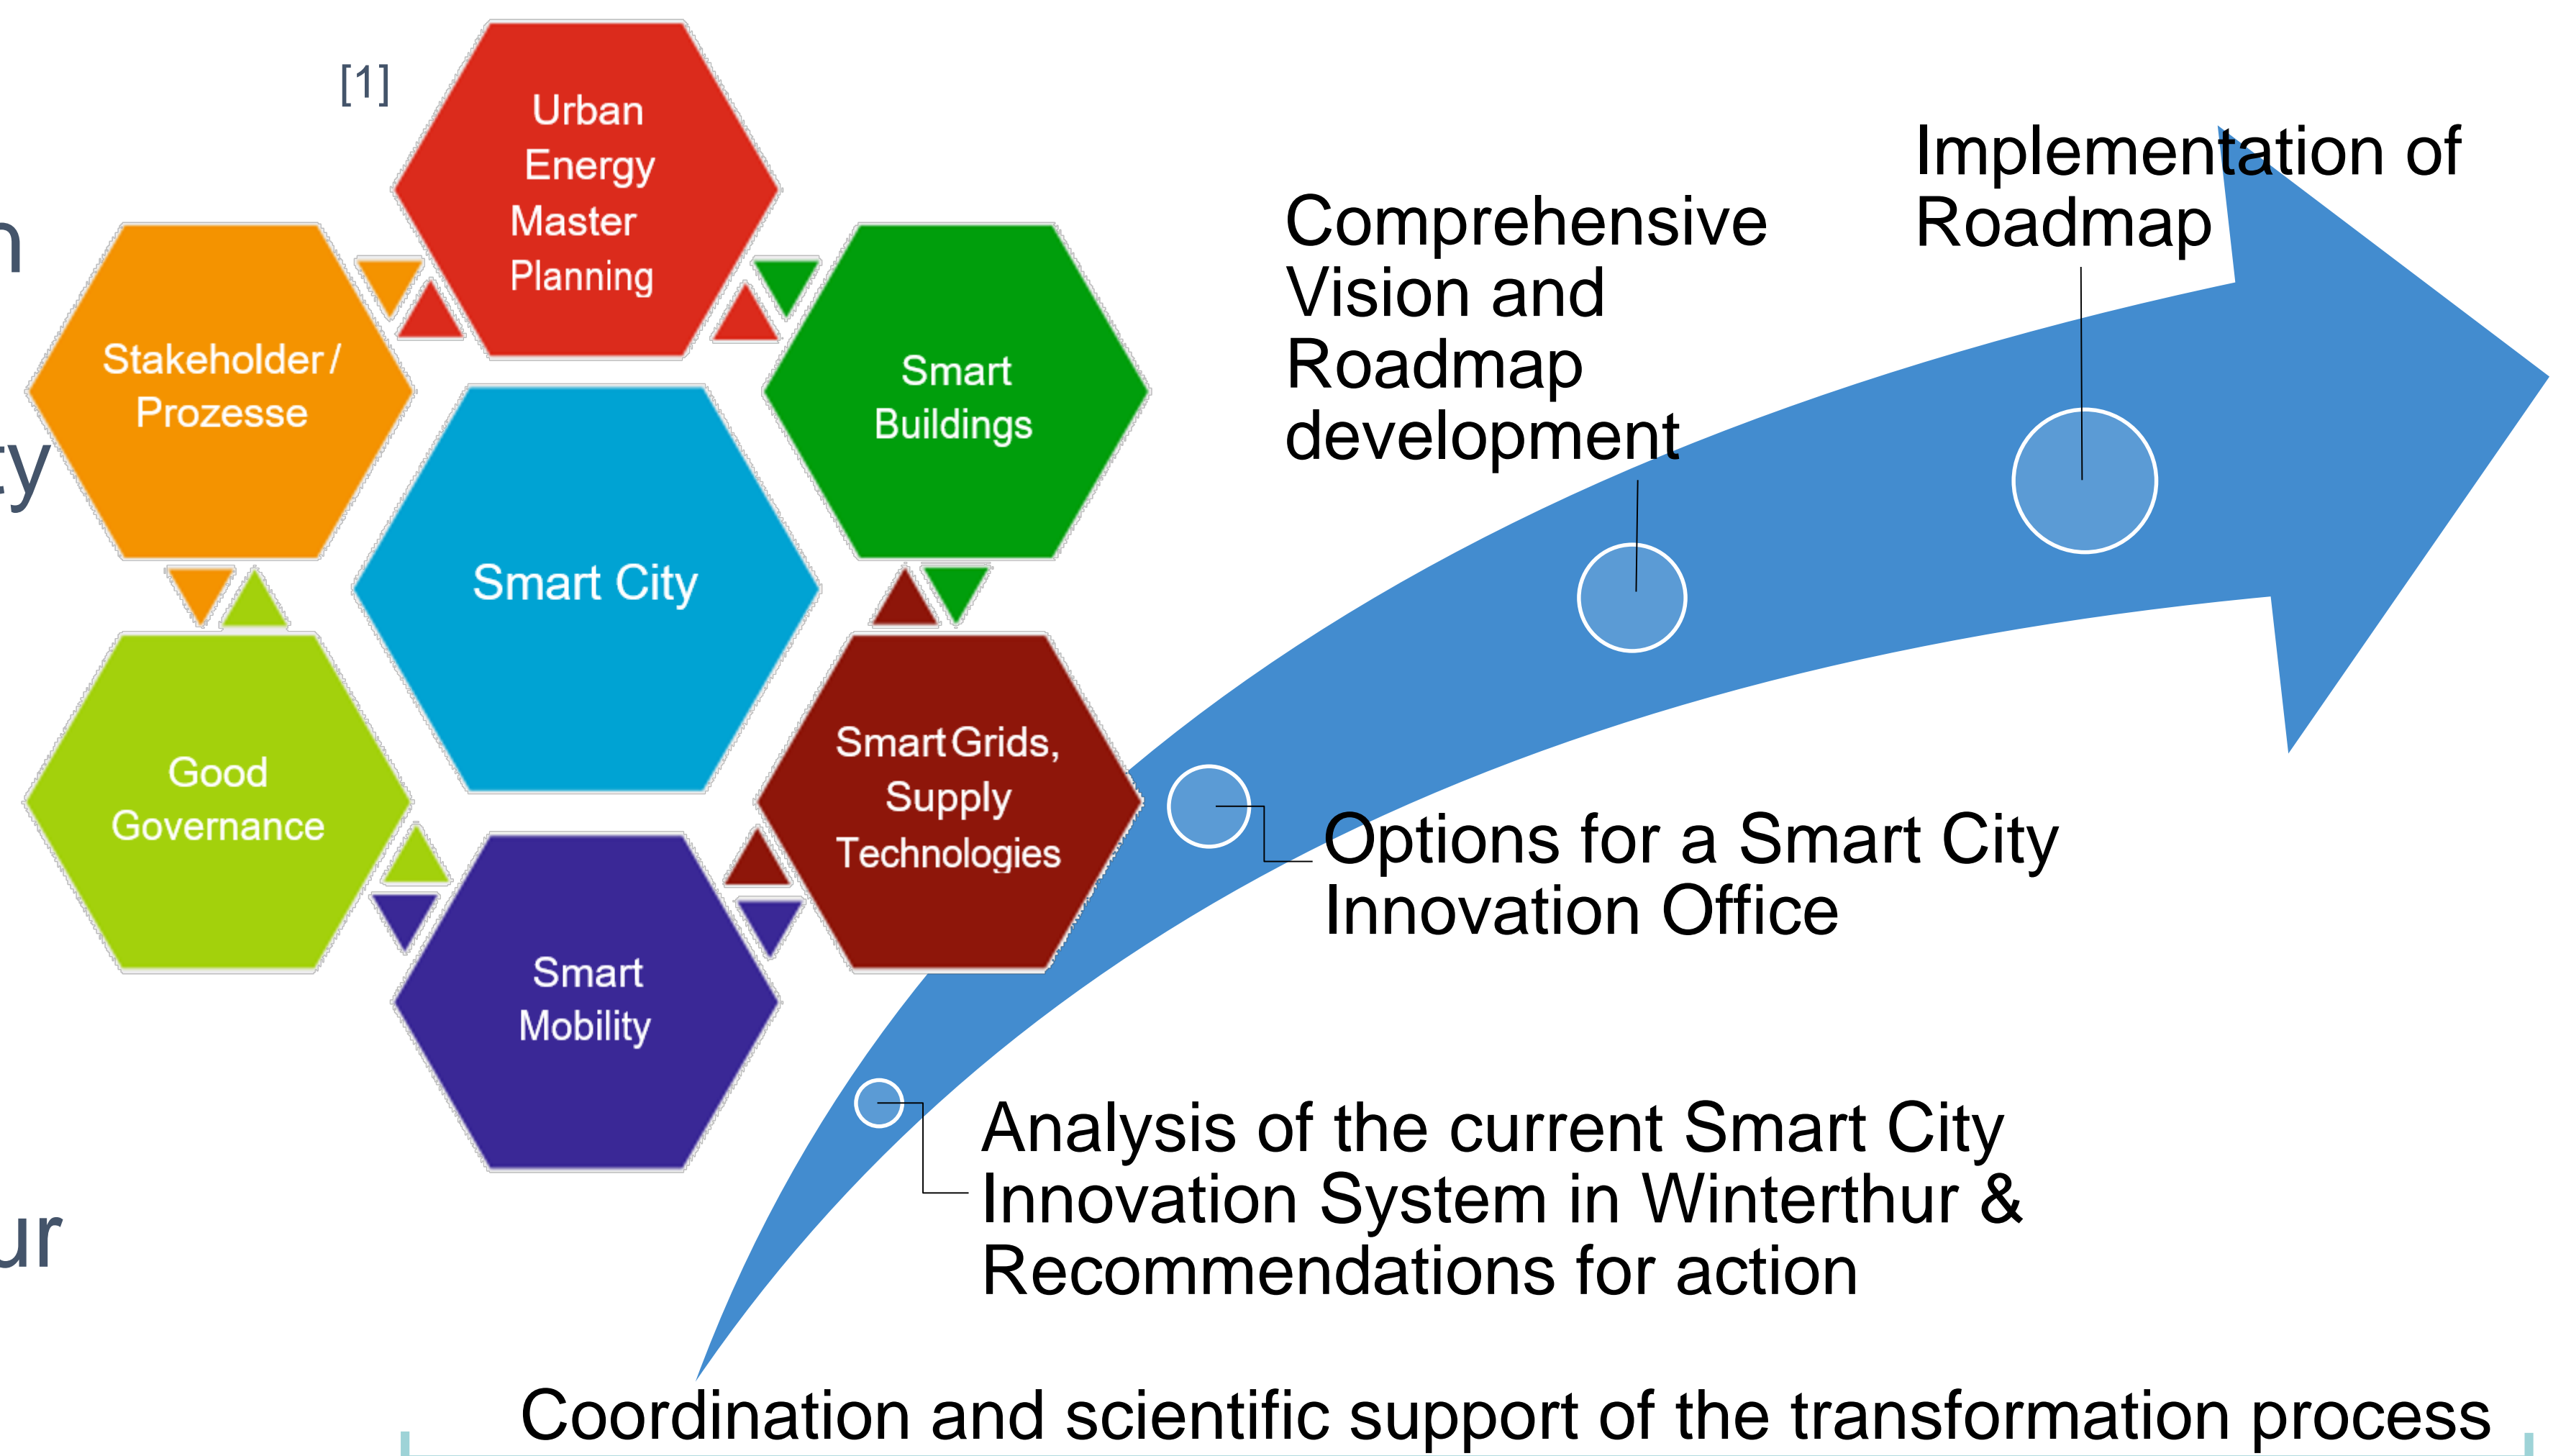 [1]
Urban
Energy
Master
Planning
Stakeholder /
Prozesse
Smart
Buildings
Smart City
Good
Governance
Smart Grids,
Supply
Technologies
Smart
Mobility
Implementation of
Roadmap
Comprehensive
Vision and
Roadmap
development
Options for a Smart City
Innovation Office
Analysis of the current Smart City
Innovation System in Winterthur &
Recommendations for action
Coordination and scientific support of the transformation process